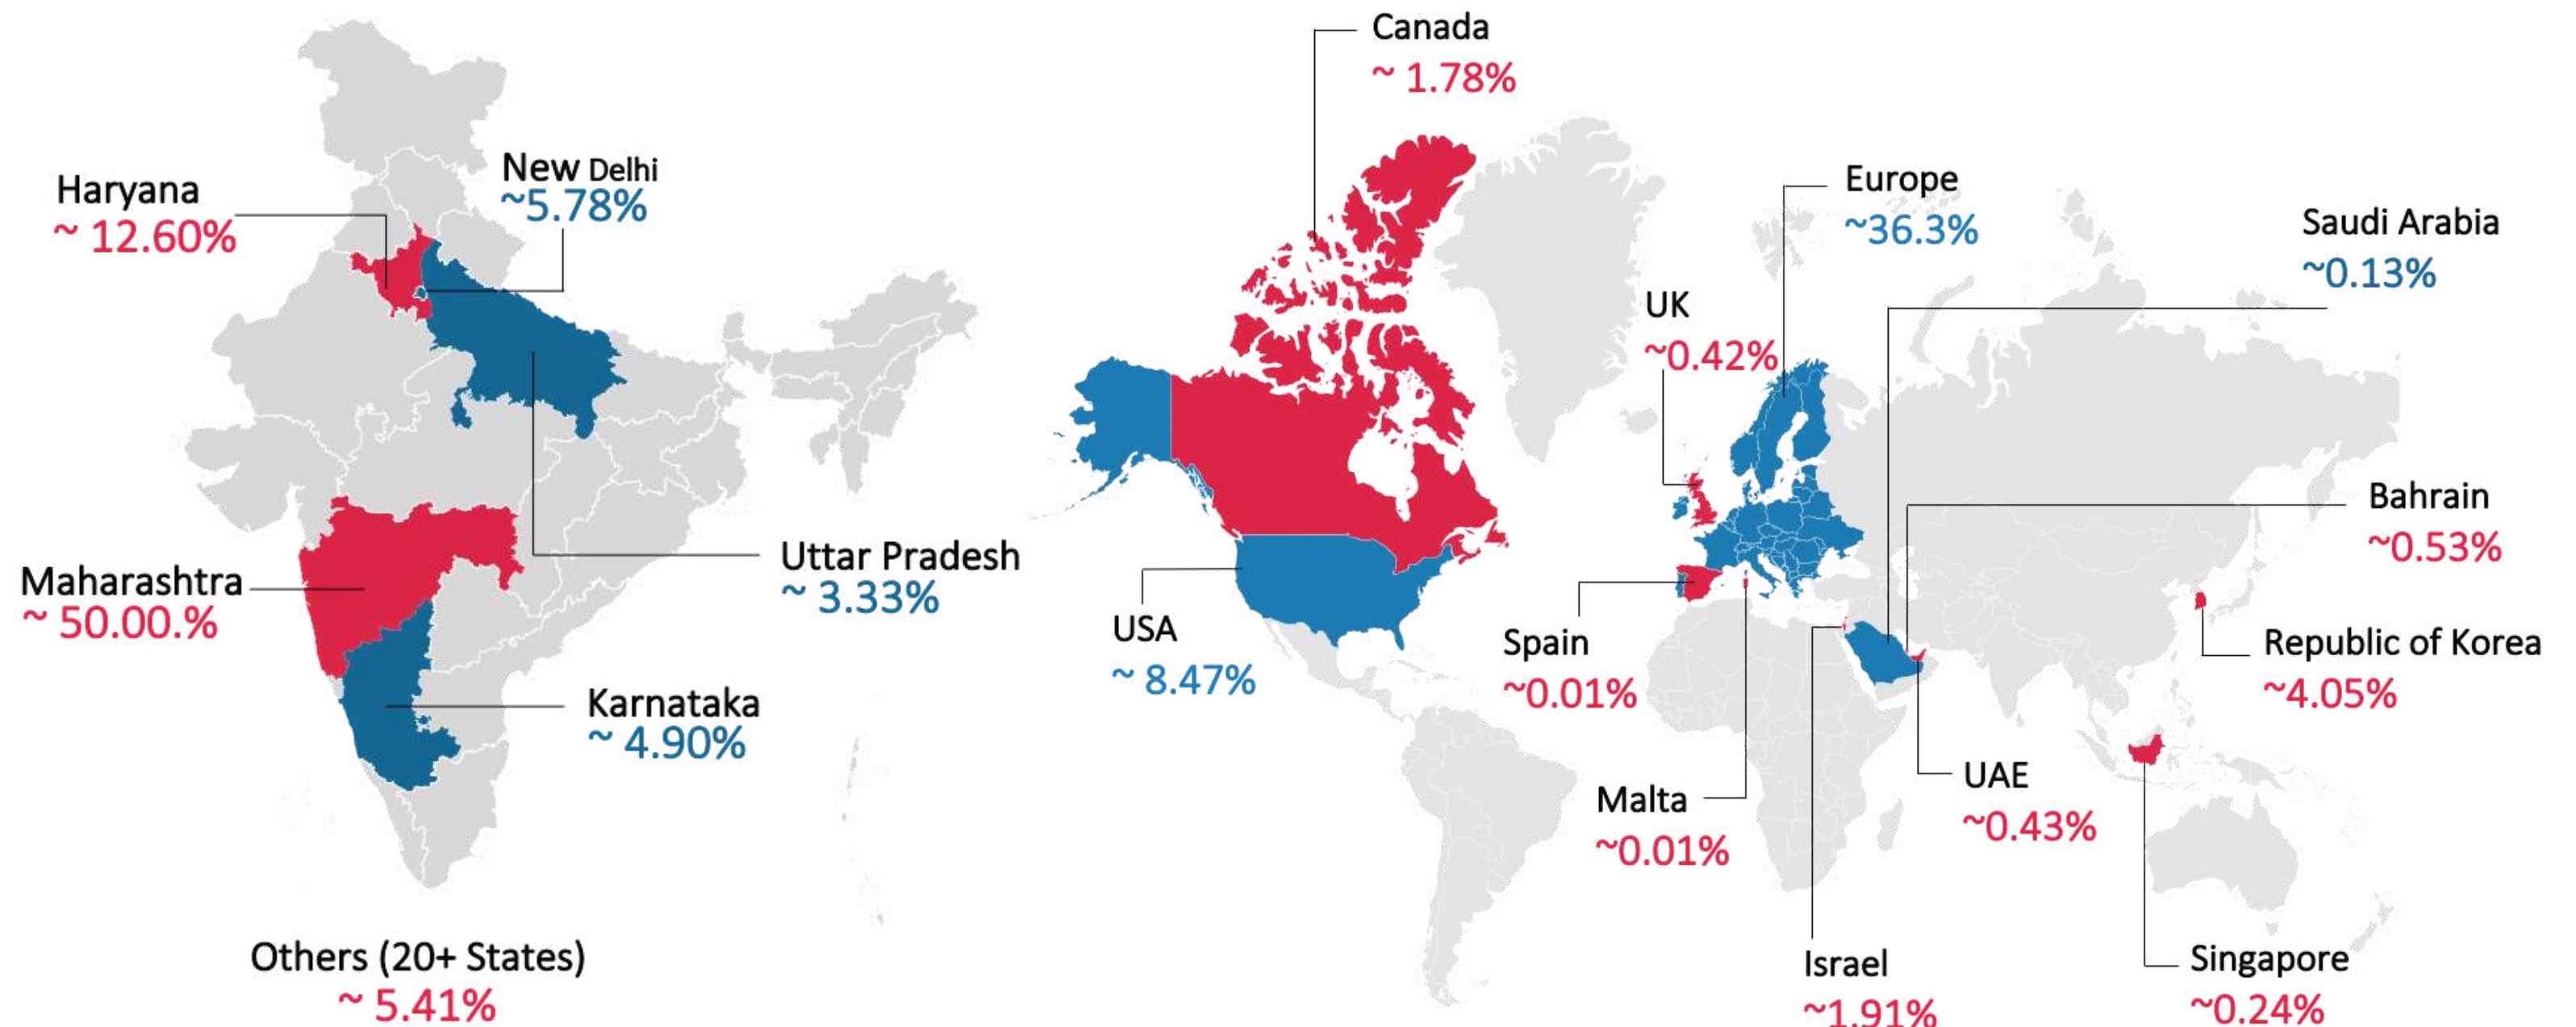 Haryana
~ 12.60%
New Delhi
~5.78%
Maharashtra
~ 50.00.%
Uttar Pradesh
~ 3.33%
Karnataka
~ 4.90%
Others (20+ States)
~ 5.41%
Canada
~ 1.78%
Europe
~36.3%
Saudi Arabia
~0.13%
UK
~0.42%
Bahrain
~0.53%
USA
~ 8.47%
Spain
~0.01%
Republic of Korea
~4.05%
Malta
~0.01%
UAE
~0.43%
Israel
~1.91%
Singapore
~0.24%